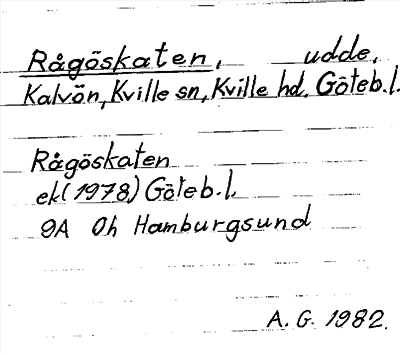 Rågöskaten, udde,
Kalvön, Kville sn, Kville hd. Göteb.l.
Rågöskaten
ek (1978) Göteb.l.
9A 0h Hamburgsund
A. G. 1982.